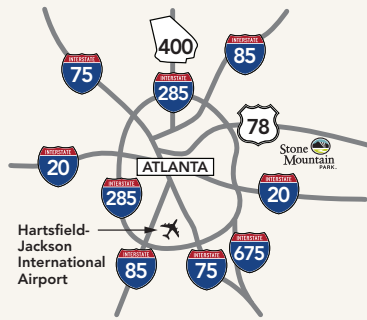 400
INTERSTATE
85
INTERSTATE
75
INTERSTATE
285
78
Stone
Mountain
PARK
INTERSTATE
20
ATLANTA
INTERSTATE
285
INTERSTATE
20
Hartsfield-
Jackson
International
Airport
INTERSTATE
85
INTERSTATE
75
INTERSTATE
675